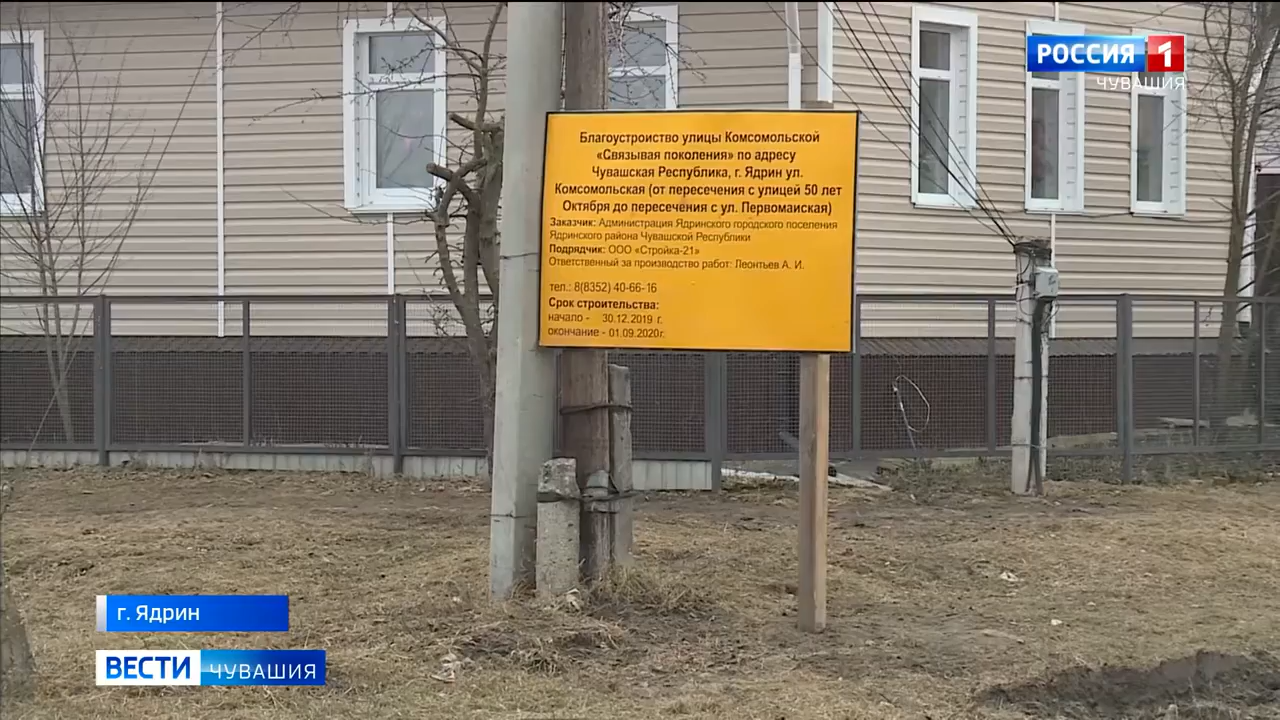 РОССИЯ 1
ЧУВАШИЯ
Благоустроиство улицы Комсомольской
«Связывая поколения» по адресу
Чувашская Республика, г. Ядрин ул.
Комсомольская (от пересечения с улицей 50 лет
Октября до пересечения с ул. Первомаиская)
Заказчик: Администрация Ядринского городского поселения
Ядринского района Чувашской Республики
Подрядчик: ООО «Стройка-21»
Ответственный за производство работ: Леонтьев А. И.
тел.: 8(8352) 40-66-16
Срок строительства:
начало - 30.12.2019 г.
окончание - 01.09.2020г.
г. Ядрин
ВЕСТИ ЧУВАШИЯ